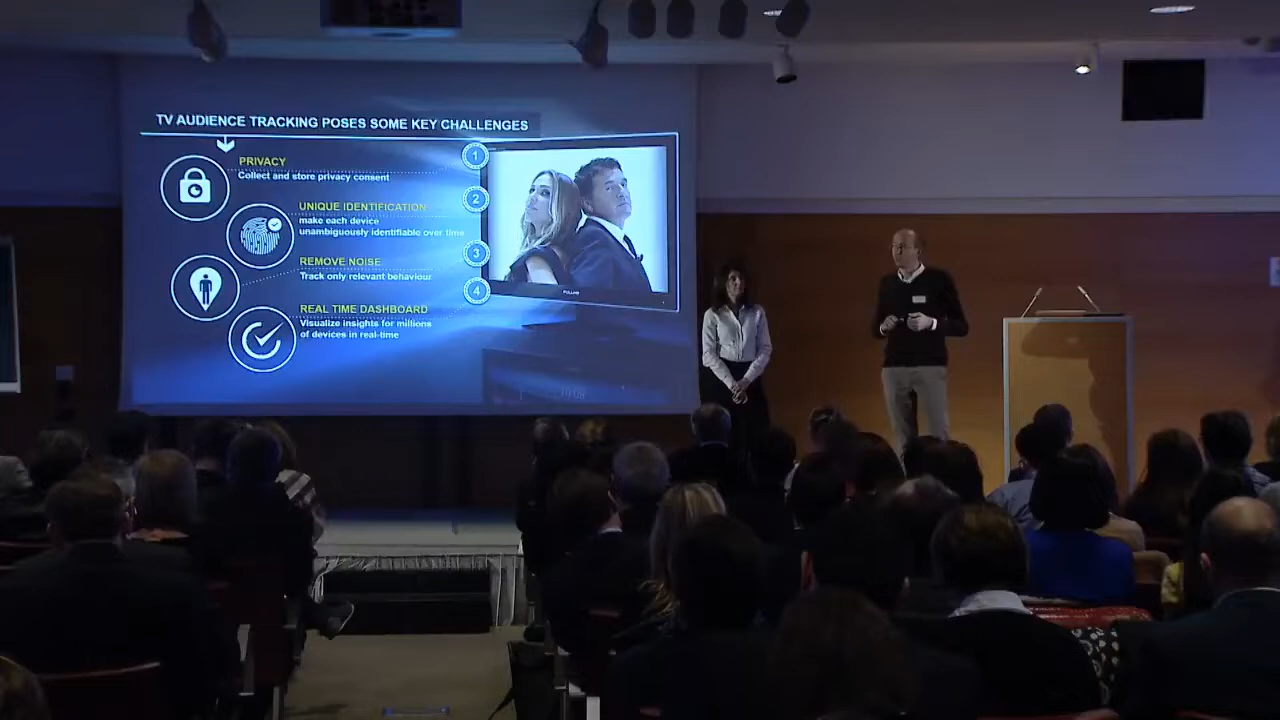 TV AUDIENCE TRACKING POSES SOME KEY CHALLENGES
PRIVACY
Collect and store privacy consent
UNIQUE IDENTIFICATION
make each device
unambiguously identifiable over time
REMOVE NOISE
Track only relevant behaviour
REAL TIME DASHBOARD
Visualize insights for millions
of devices in real-time
1
2
3
4